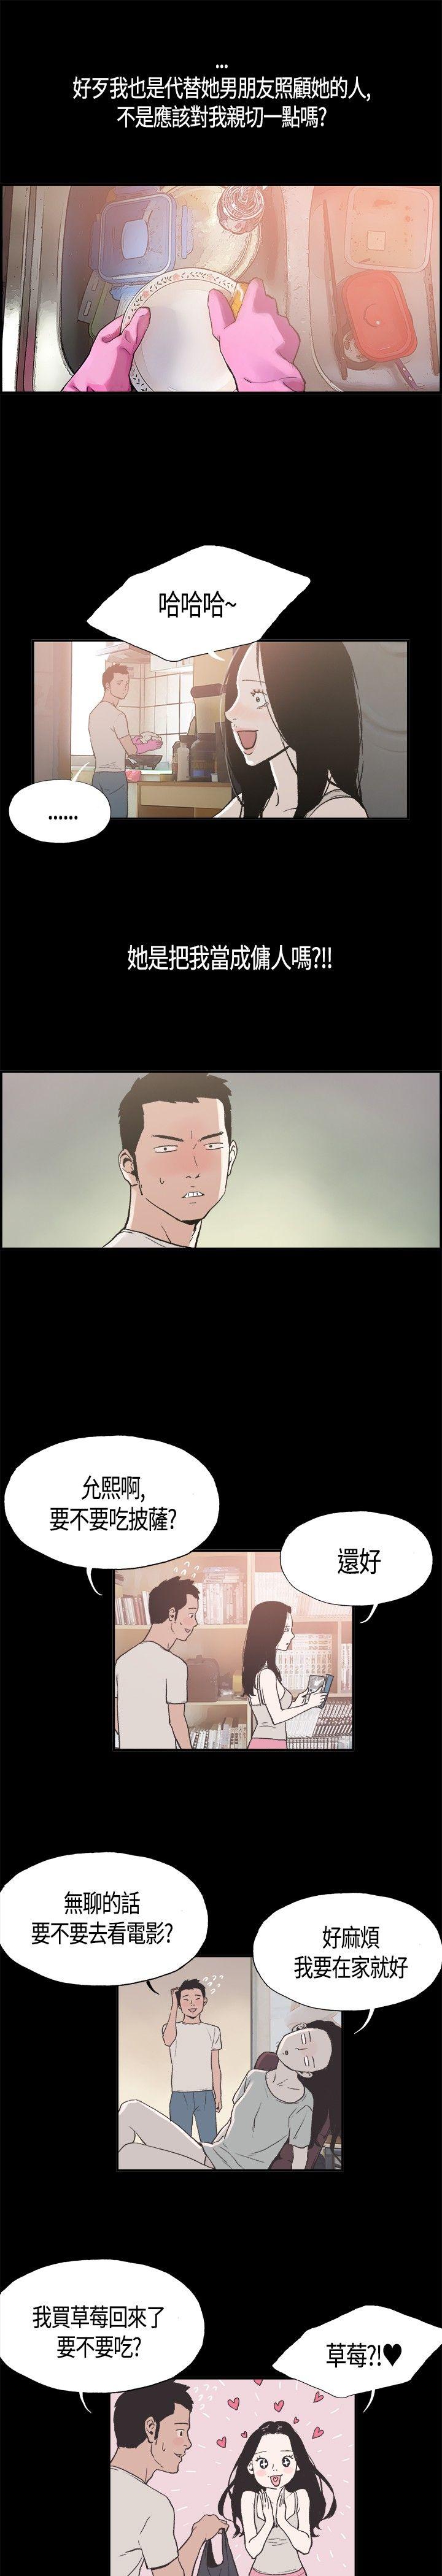 ...
好歹我也是代替她男朋友照顧她的人,
不是應該對我親切一點嗎?
哈哈哈~
......
她是把我當成傭人嗎?!!
允熙啊,
要不要吃披薩?
還好
無聊的話
要不要去看電影?
好麻煩
我要在家就好
我買草莓回來了
要不要吃?
草莓?!♥